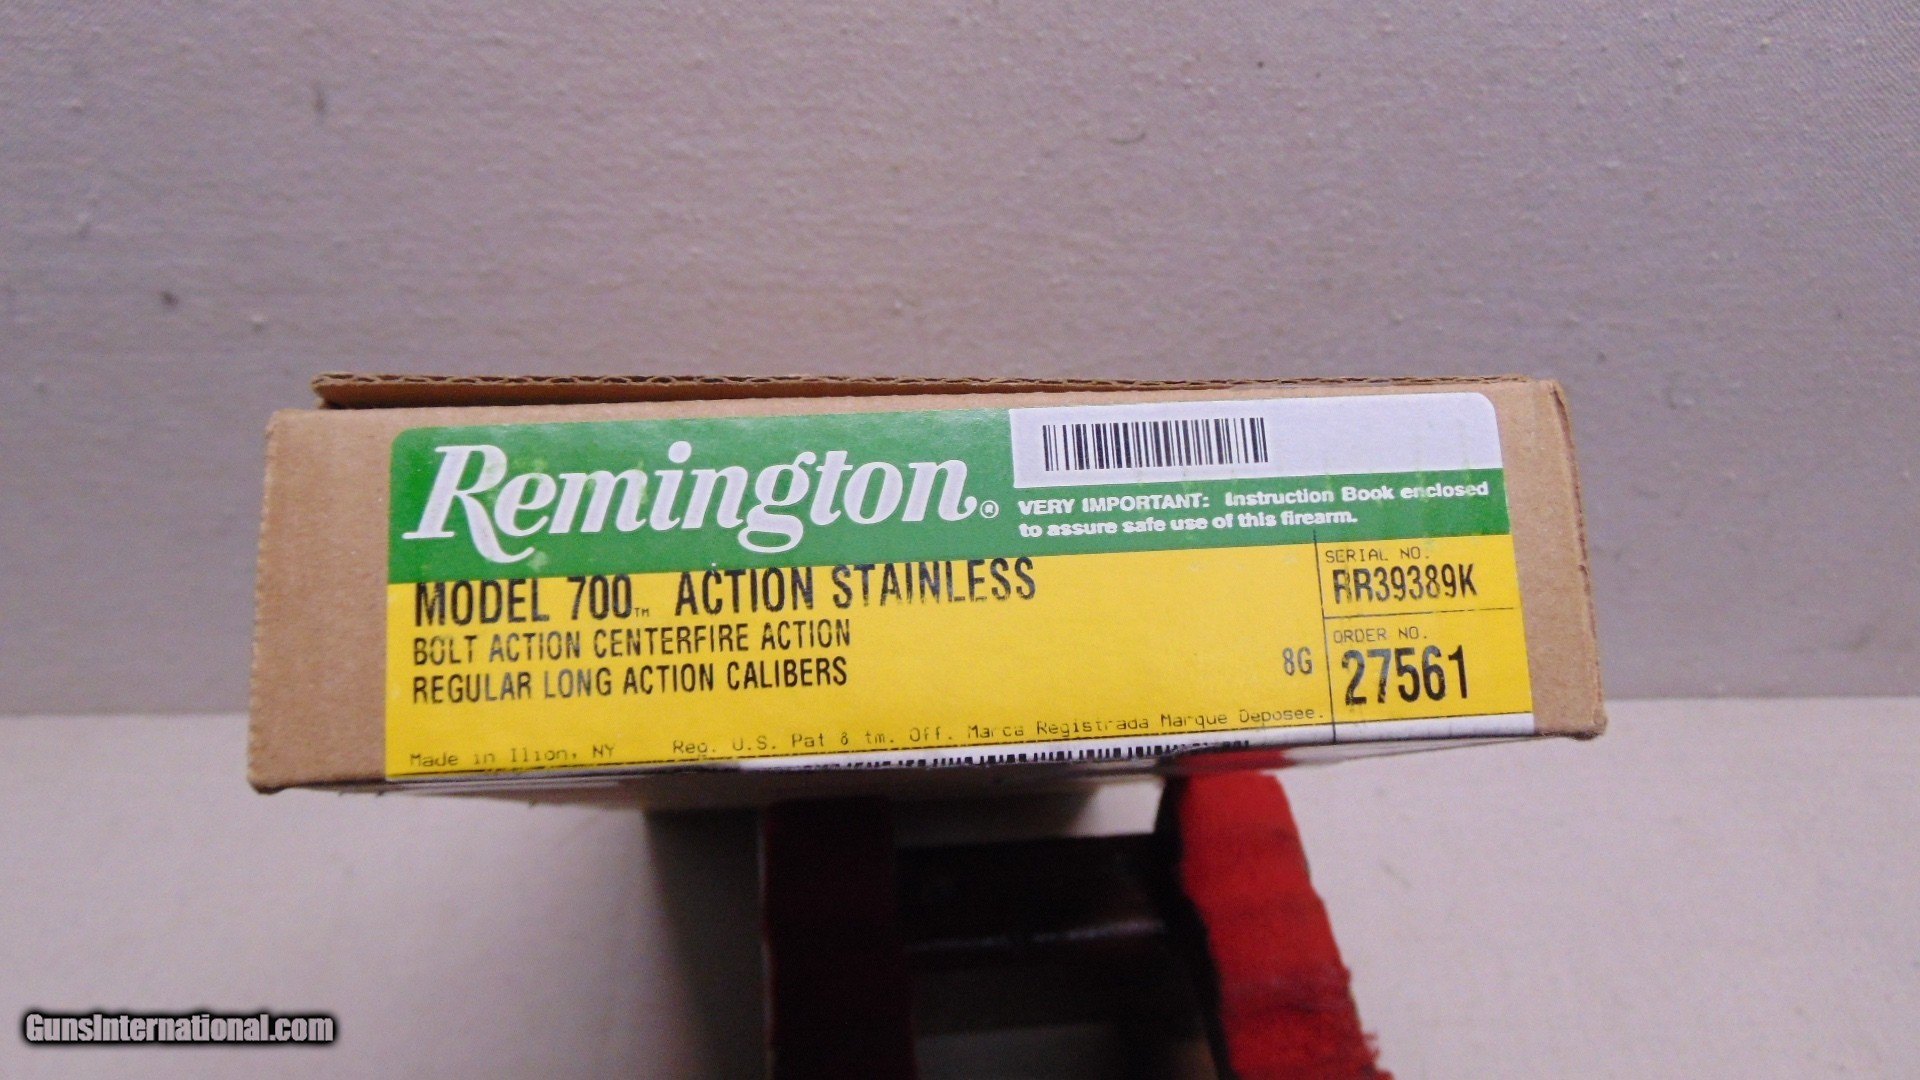 Remington®
VERY IMPORTANT: Instruction Book enclosed
to assure safe use of this firearm.
MODEL 700™ ACTION STAINLESS
BOLT ACTION CENTERFIRE ACTION
REGULAR LONG ACTION CALIBERS
8G
SERIAL NO.
RR39389K
ORDER NO.
27561
Made in Ilion, NY
Reg. U.S. Pat & tm. Off. Marca Registrada Marque Deposee.
GunsInternational.com